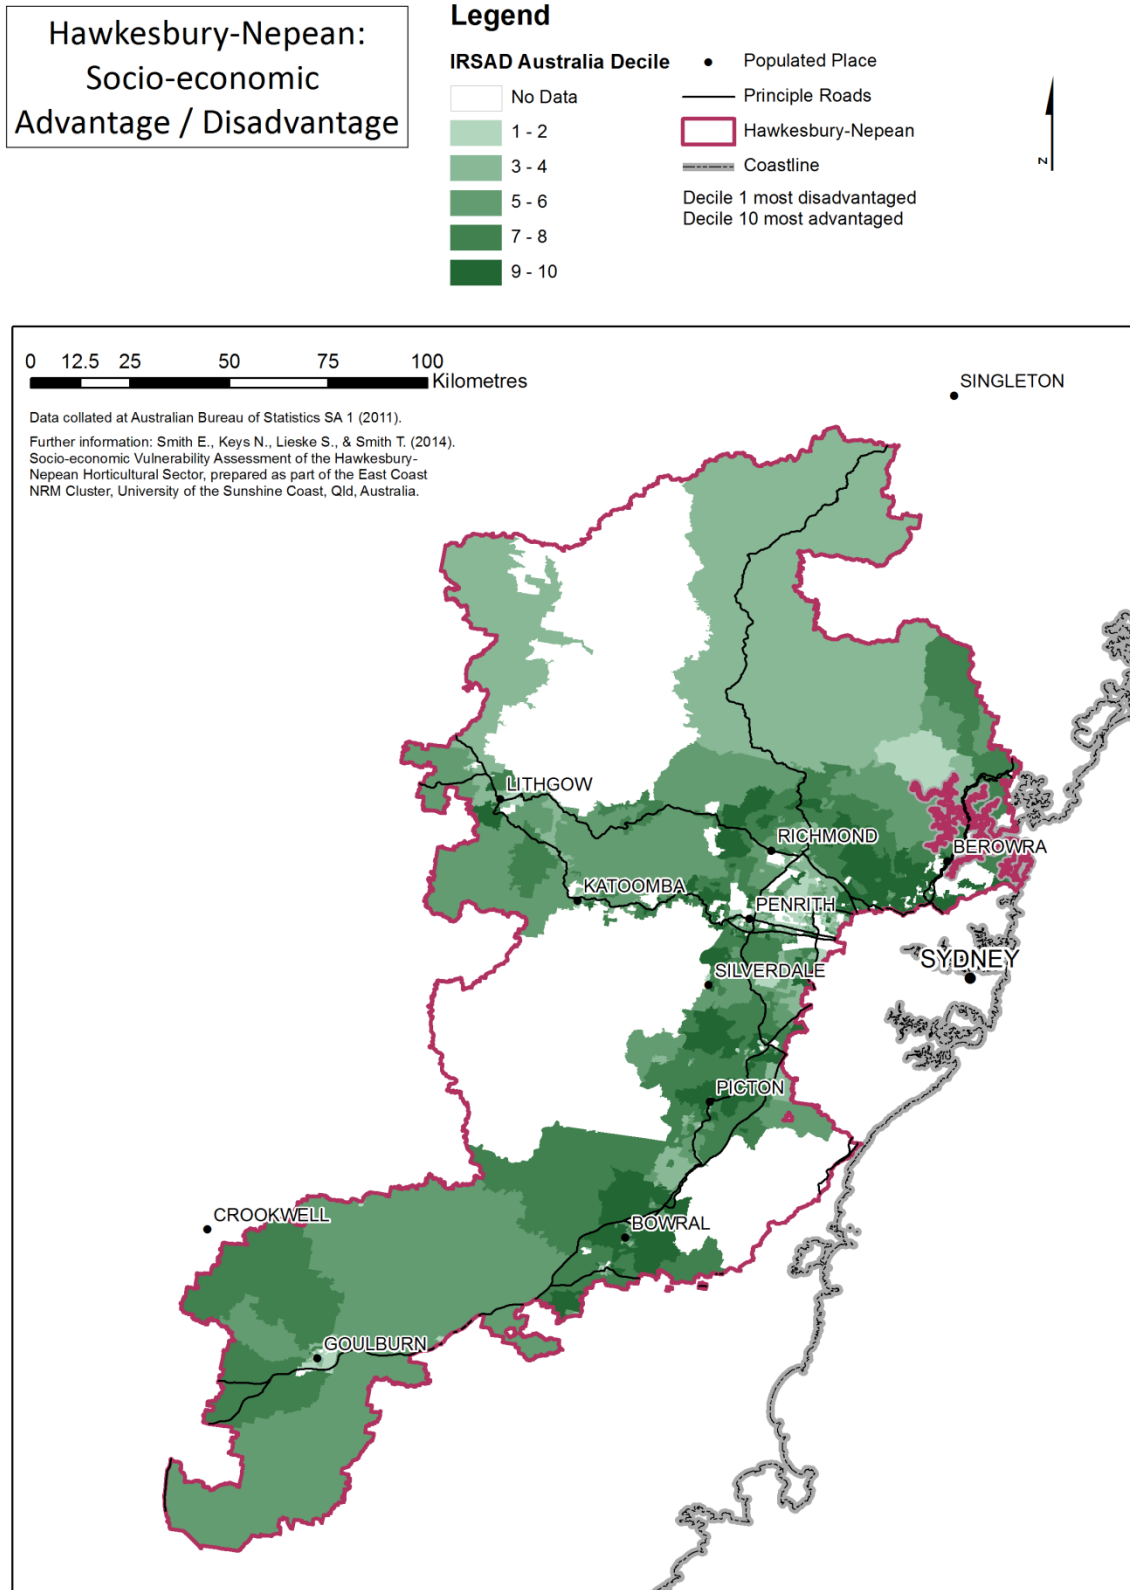 Hawkesbury-Nepean:
Socio-economic
Advantage / Disadvantage
Legend
IRSAD Australia Decile
No Data
1 - 2
3 - 4
5 - 6
7 - 8
9 - 10
Populated Place
Principle Roads
Hawkesbury-Nepean
Coastline
Decile 1 most disadvantaged
Decile 10 most advantaged
N
0 12.5 25 50 75 100
Kilometres
Data collated at Australian Bureau of Statistics SA 1 (2011).
Further information: Smith E., Keys N., Lieske S., & Smith T. (2014).
Socio-economic Vulnerability Assessment of the Hawkesbury-
Nepean Horticultural Sector, prepared as part of the East Coast
NRM Cluster, University of the Sunshine Coast, Qld, Australia.
SINGLETON
LITHGOW
RICHMOND
BEROWRA
KATOOMBA
PENRITH
SYDNEY
SILVERDALE
PICTON
CROOKWELL
BOWRAL
GOULBURN